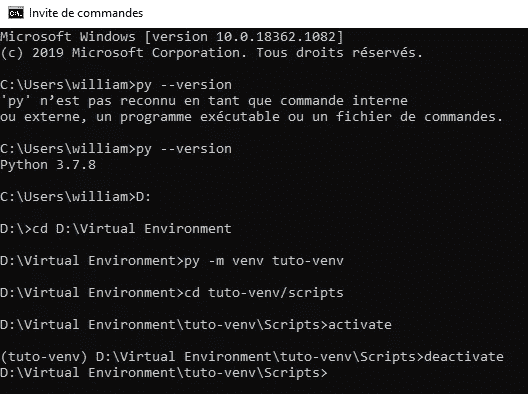 Invite de commandes
Microsoft Windows [version 10.0.18362.1082]
(c) 2019 Microsoft Corporation. Tous droits réservés.
C:\Users\william>py --version
'py' n’est pas reconnu en tant que commande interne
ou externe, un programme exécutable ou un fichier de commandes.
C:\Users\william>py --version
Python 3.7.8
C:\Users\william>D:
D:\>cd D:\Virtual Environment
D:\Virtual Environment>py -m venv tuto-venv
D:\Virtual Environment>cd tuto-venv/scripts
D:\Virtual Environment\tuto-venv\Scripts>activate
(tuto-venv) D:\Virtual Environment\tuto-venv\Scripts>deactivate
D:\Virtual Environment\tuto-venv\Scripts>